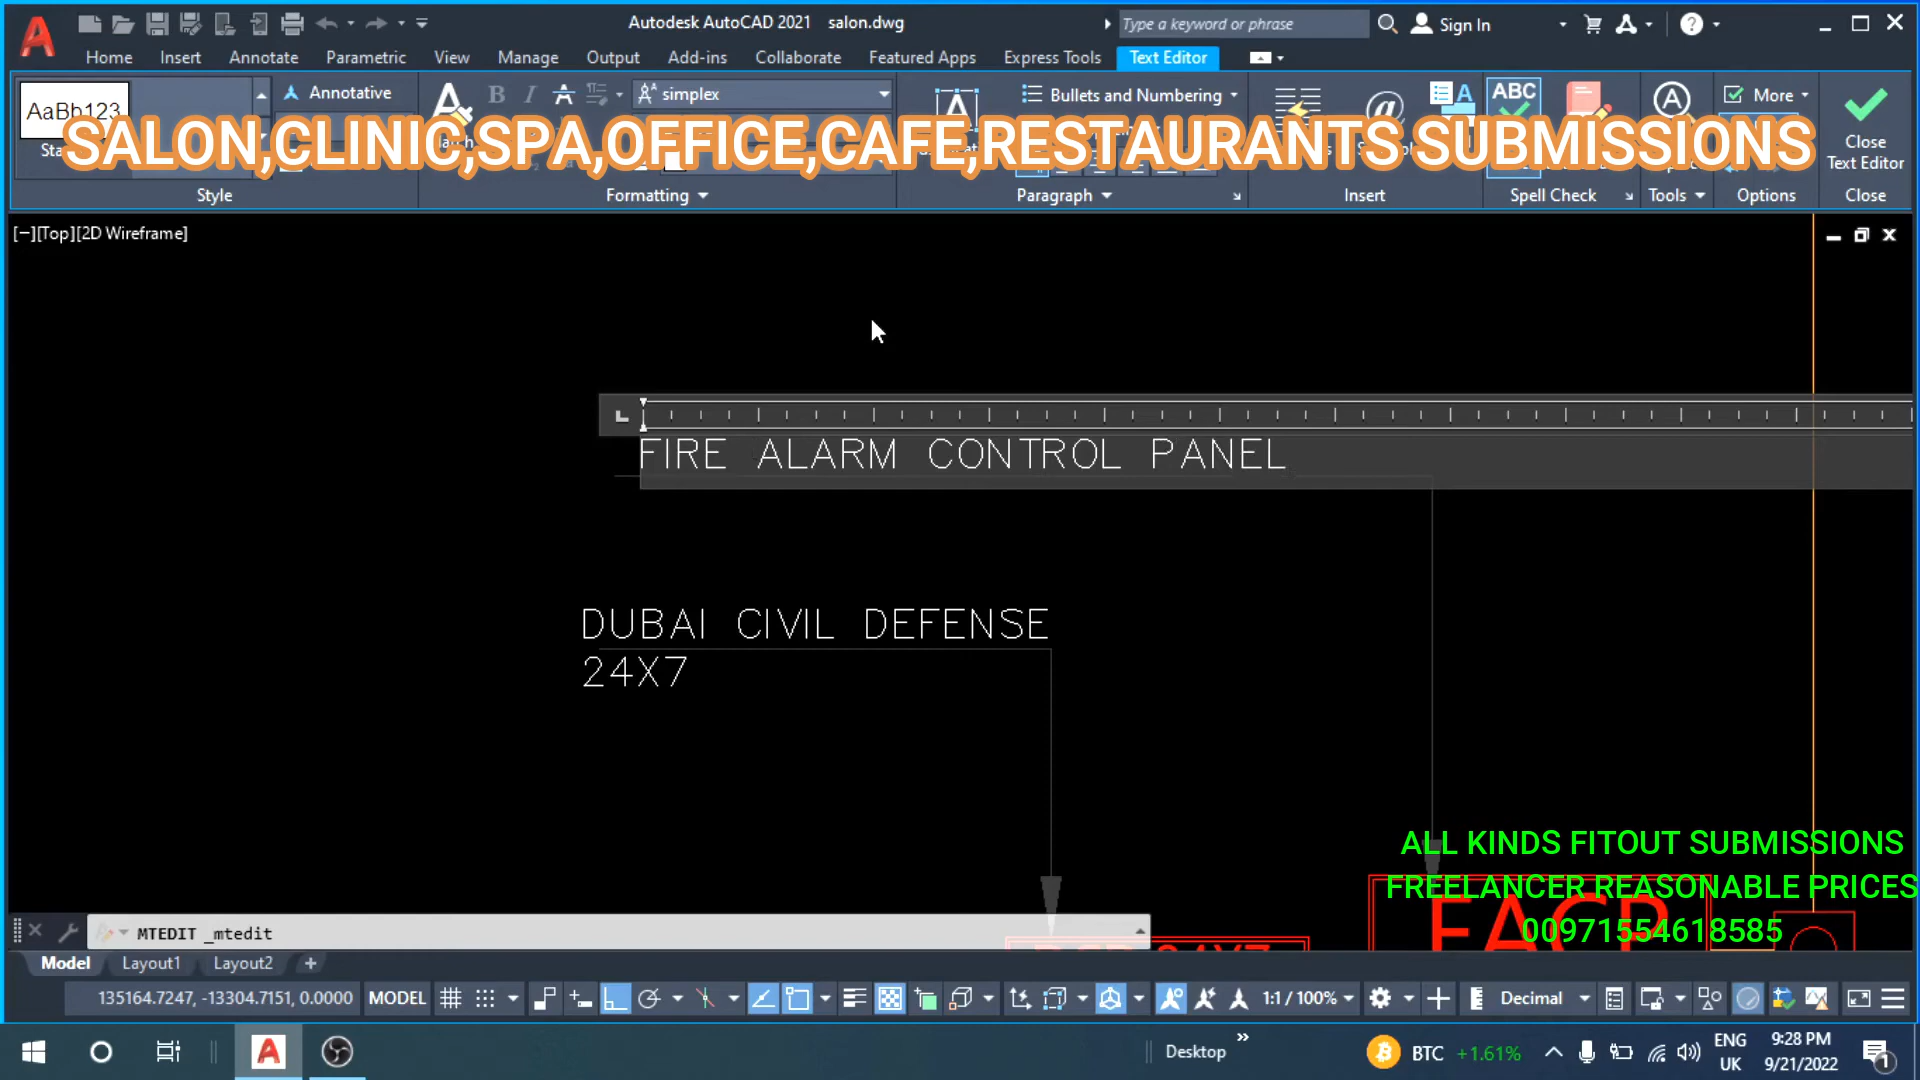 Autodesk AutoCAD 2021 salon.dwg
Type a keyword or phrase
Sign In
Home Insert Annotate Parametric View Manage Output Add-ins Collaborate Featured Apps Express Tools Text Editor
AaBb123
Annotative
simplex
Bullets and Numbering
ABC
More
SALON,CLINIC,SPA,OFFICE,CAFE,RESTAURANTS SUBMISSIONS
Close
Text Editor
Style Formatting Paragraph Insert Spell Check Tools Options Close
[−][Top][2D Wireframe]
FIRE ALARM CONTROL PANEL
DUBAI CIVIL DEFENSE
24X7
FACP
ALL KINDS FITOUT SUBMISSIONS
FREELANCER REASONABLE PRICES
00971554618585
MTEDIT _mtedit
Model Layout1 Layout2 +
135164.7247, -13304.7151, 0.0000 MODEL 1:1 / 100% Decimal
Desktop
BTC +1.61%
ENG
UK
9:28 PM
9/21/2022
1